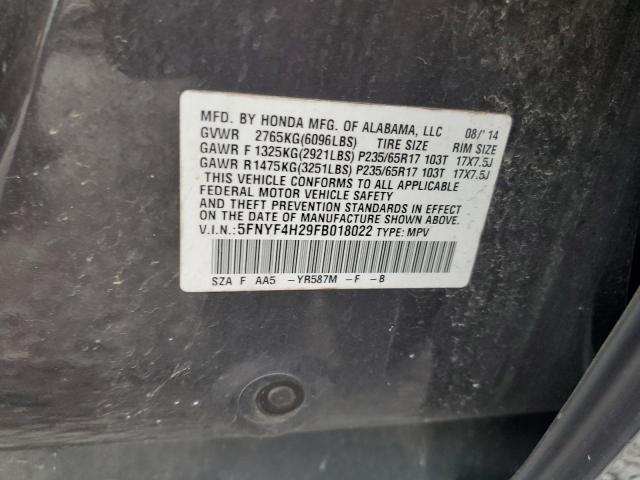 MFD. BY HONDA MFG. OF ALABAMA, LLC 08/'14
GVWR 2765KG(6096LBS) TIRE SIZE RIM SIZE
GAWR F 1325KG(2921LBS) P235/65R17 103T 17X7.5J
GAWR R1475KG(3251LBS) P235/65R17 103T 17X7.5J
THIS VEHICLE CONFORMS TO ALL APPLICABLE
FEDERAL MOTOR VEHICLE SAFETY
AND THEFT PREVENTION STANDARDS IN EFFECT
ON THE DATE OF MANUFACTURE SHOWN ABOVE.
V.I.N.:5FNYF4H29FB018022 TYPE: MPV
SZA F AA5 -YR587M -F -B